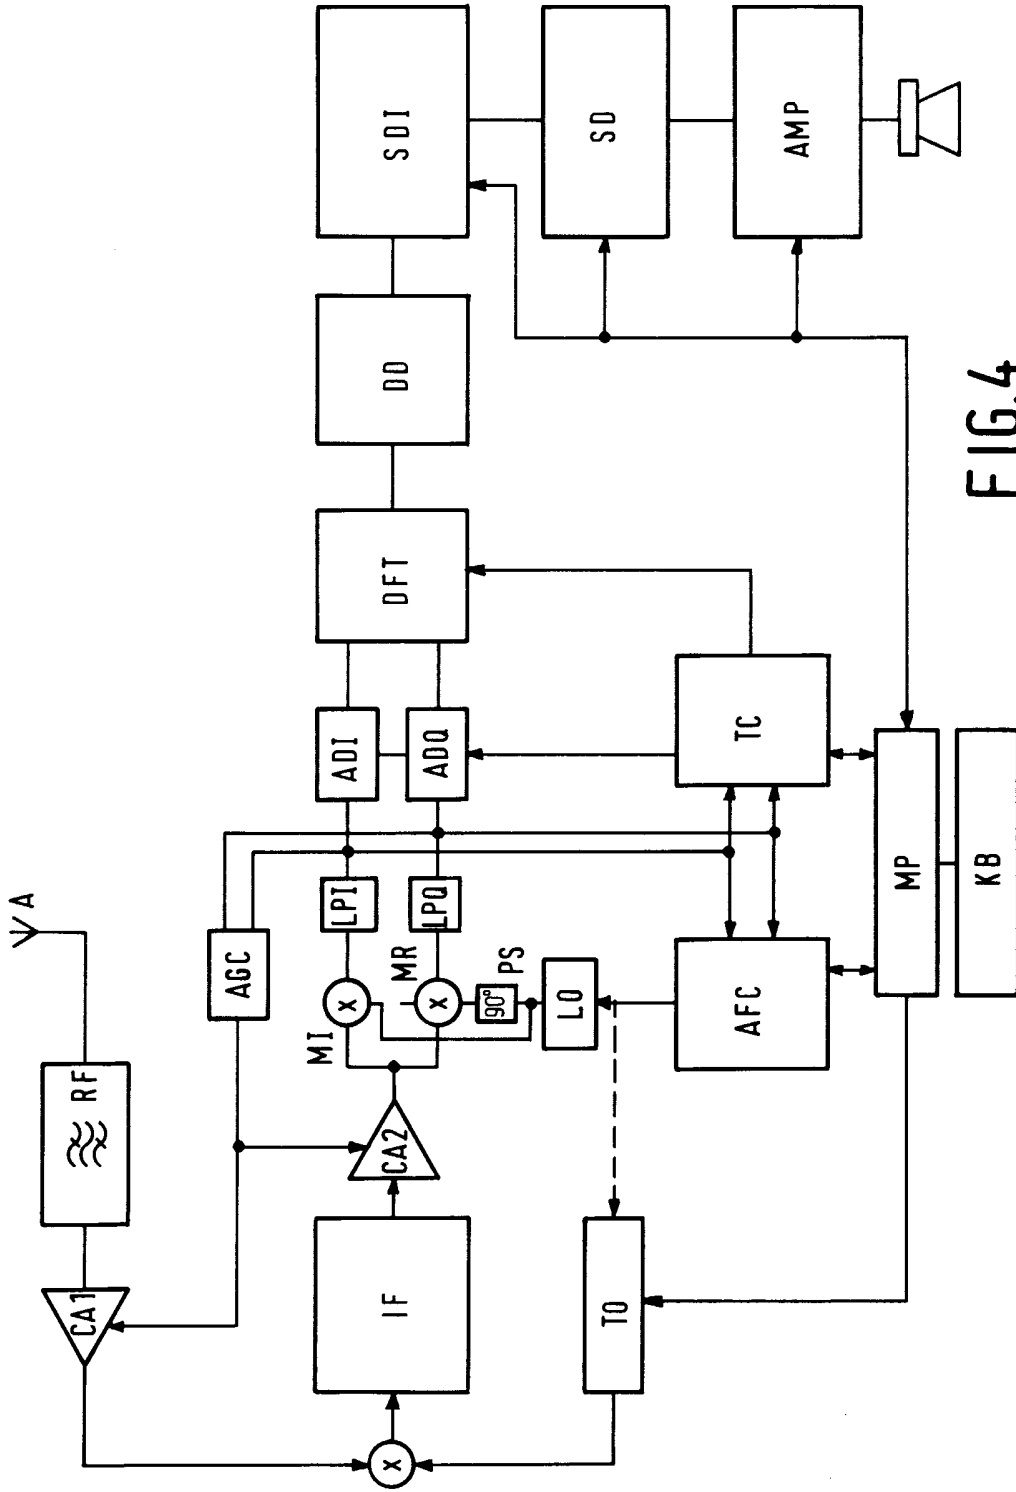 A
RF
CA1
AGC
IF
CA2
MI
MR
x
x
x
90°
PS
LO
TO
LPI
LPQ
ADI
ADQ
AFC
TC
MP
KB
DFT
DD
SDI
SD
AMP
FIG.4